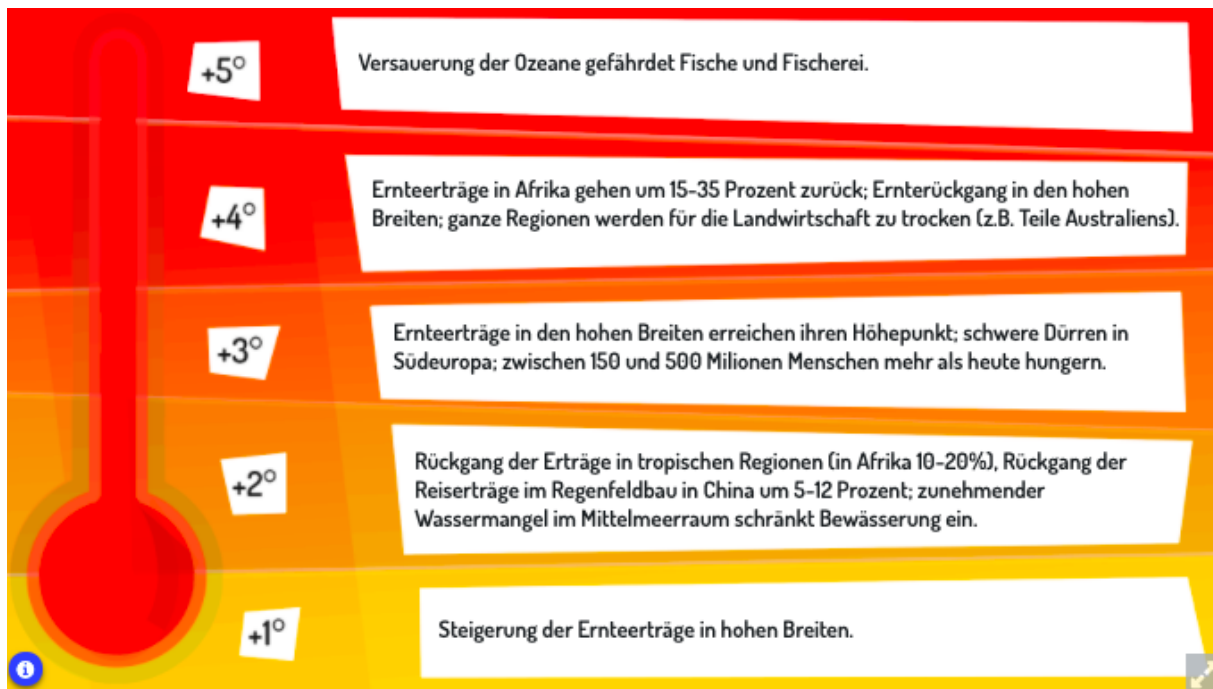 +5°
Versauerung der Ozeane gefährdet Fische und Fischerei.
+4°
Ernteerträge in Afrika gehen um 15-35 Prozent zurück; Ernterückgang in den hohen
Breiten; ganze Regionen werden für die Landwirtschaft zu trocken (z.B. Teile Australiens).
+3°
Ernteerträge in den hohen Breiten erreichen ihren Höhepunkt; schwere Dürren in
Südeuropa; zwischen 150 und 500 Milionen Menschen mehr als heute hungern.
+2°
Rückgang der Erträge in tropischen Regionen (in Afrika 10-20%), Rückgang der
Reiserträge im Regenfeldbau in China um 5-12 Prozent; zunehmender
Wassermangel im Mittelmeerraum schränkt Bewässerung ein.
+1°
Steigerung der Ernteerträge in hohen Breiten.
i